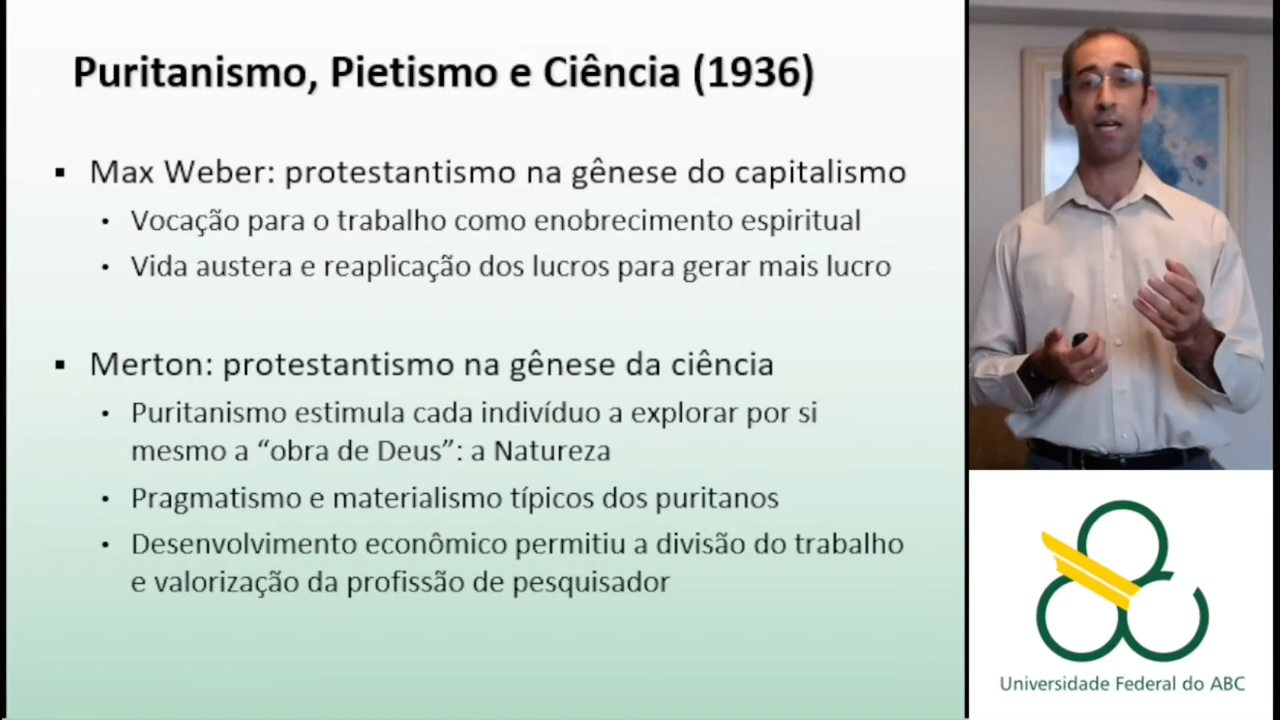 Puritanismo, Pietismo e Ciência (1936)
▪ Max Weber: protestantismo na gênese do capitalismo
• Vocação para o trabalho como enobrecimento espiritual
• Vida austera e reaplicação dos lucros para gerar mais lucro
▪ Merton: protestantismo na gênese da ciência
• Puritanismo estimula cada indivíduo a explorar por si
mesmo a “obra de Deus”: a Natureza
• Pragmatismo e materialismo típicos dos puritanos
• Desenvolvimento econômico permitiu a divisão do trabalho
e valorização da profissão de pesquisador
Universidade Federal do ABC